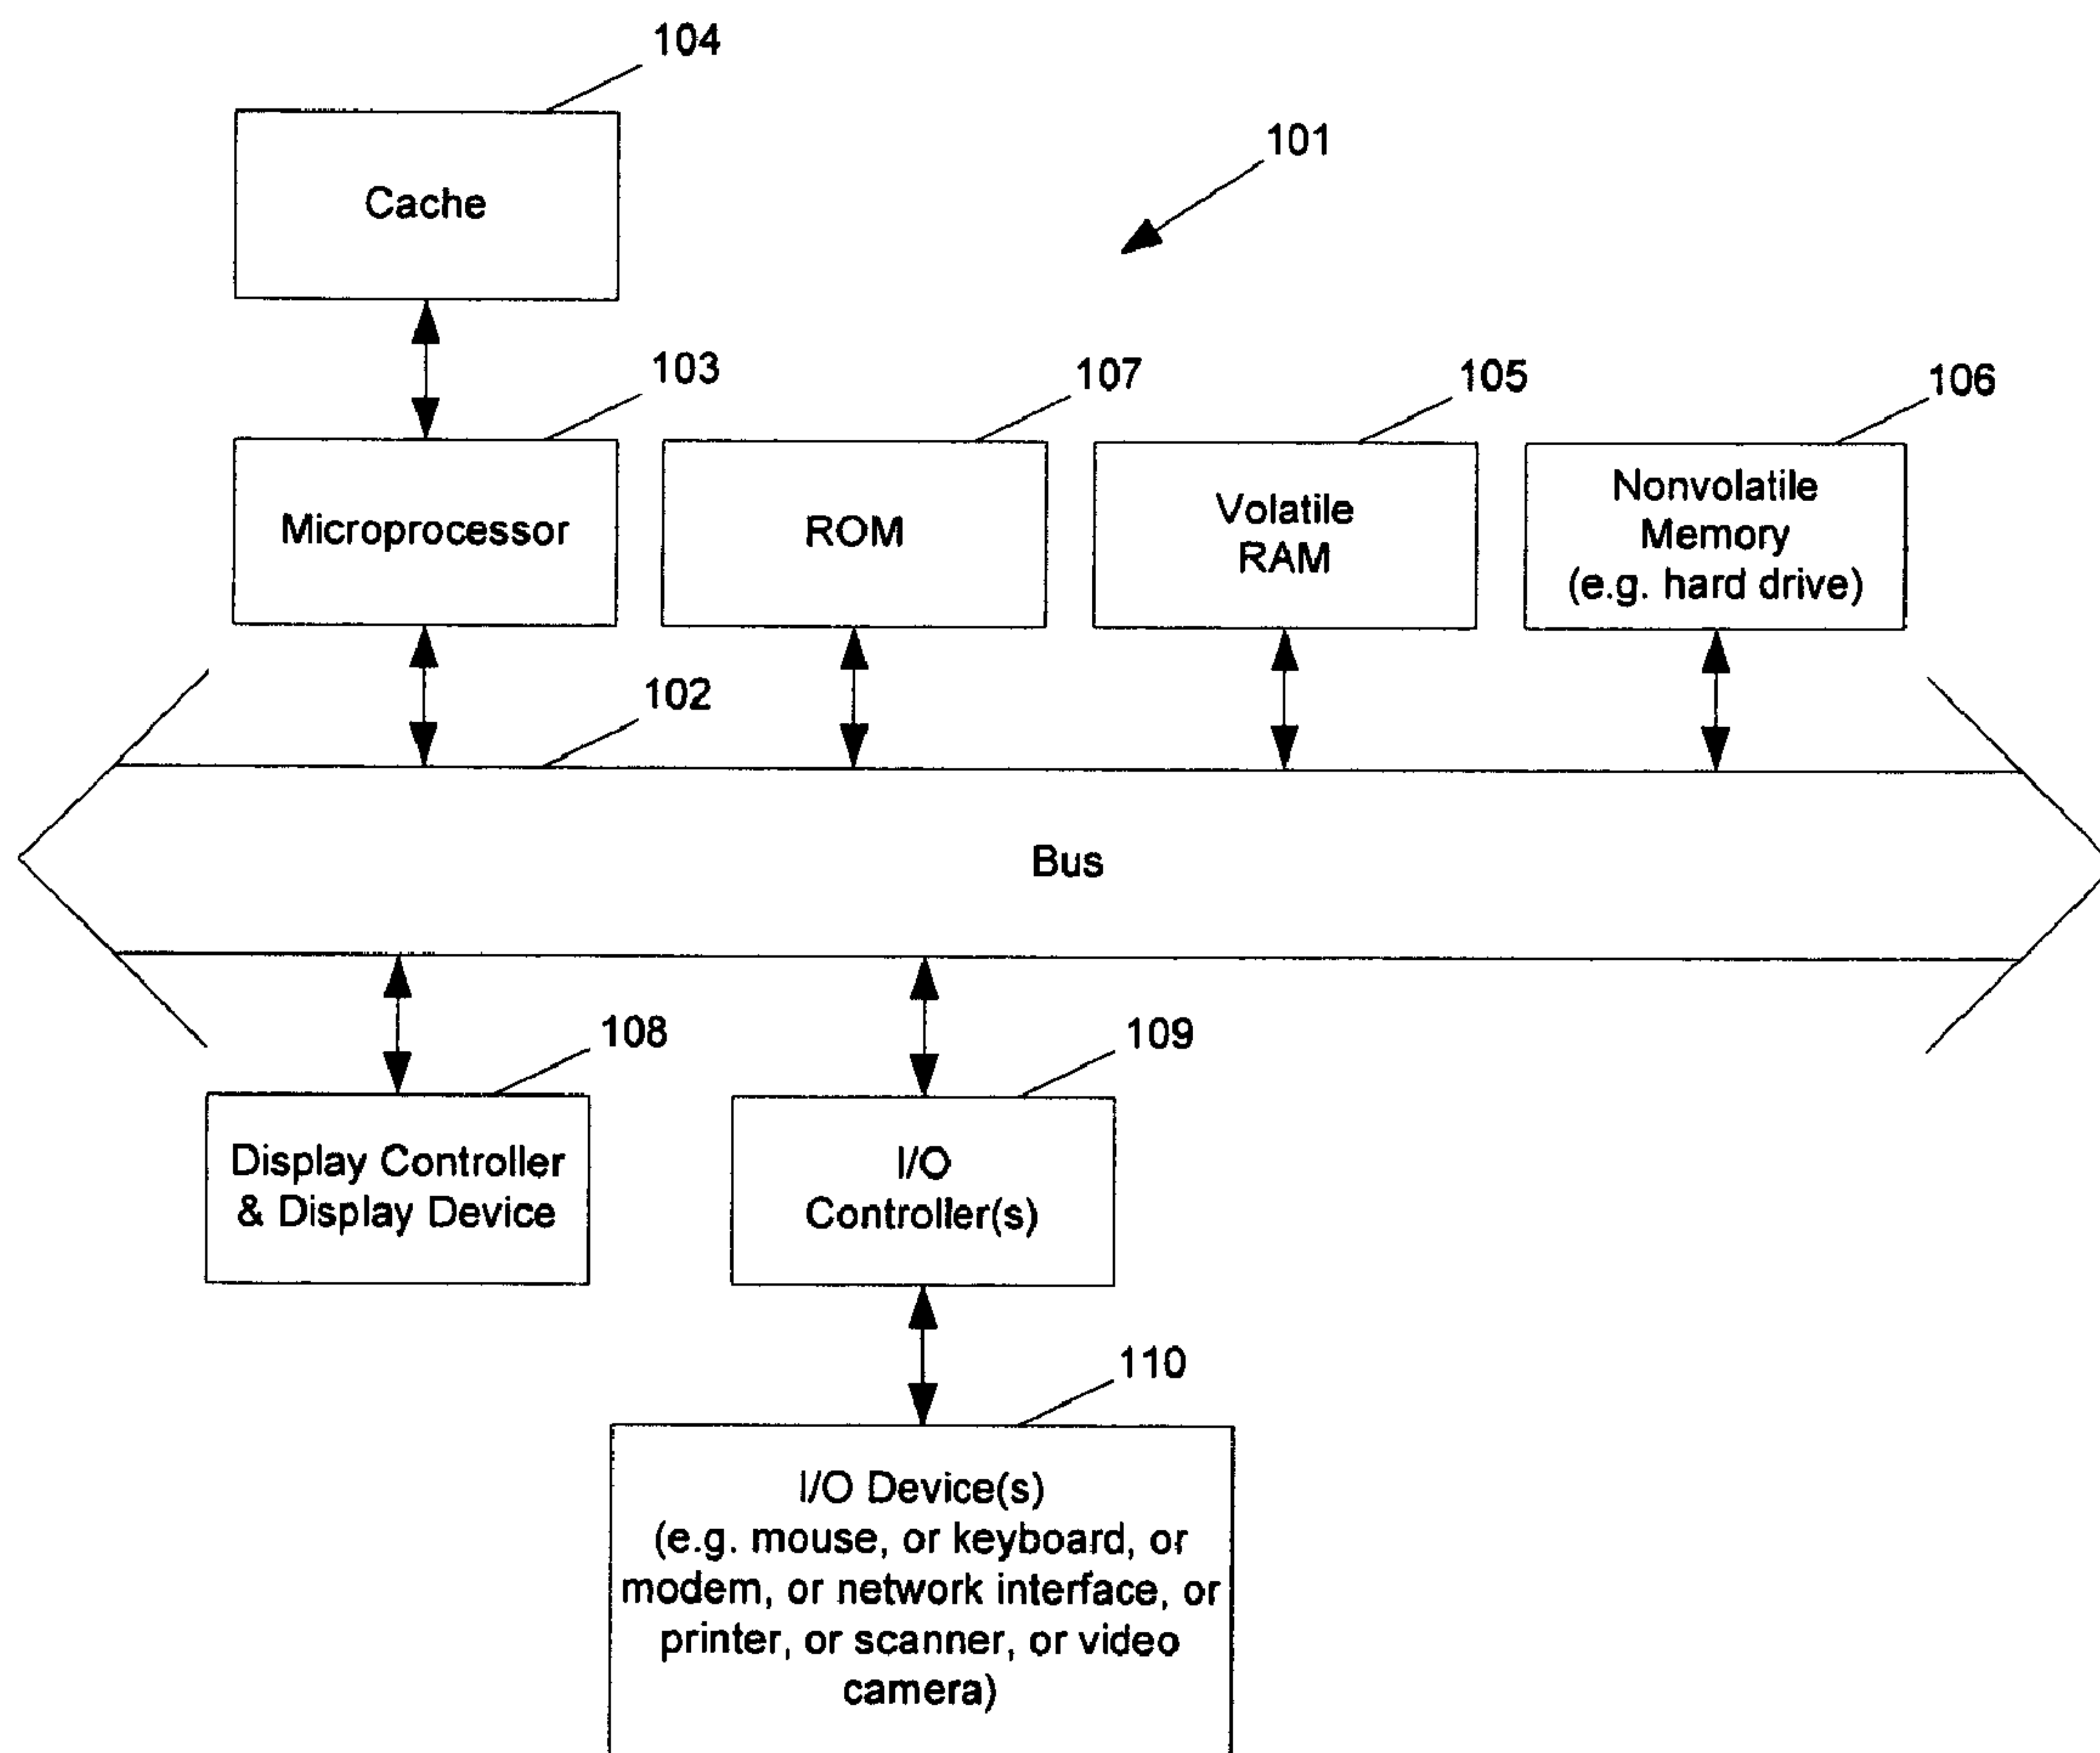 104
101
Cache
103
107
105
106
Microprocessor
ROM
Volatile
RAM
Nonvolatile
Memory
(e.g. hard drive)
102
Bus
108
109
Display Controller
& Display Device
I/O
Controller(s)
110
I/O Device(s)
(e.g. mouse, or keyboard, or
modem, or network interface, or
printer, or scanner, or video
camera)